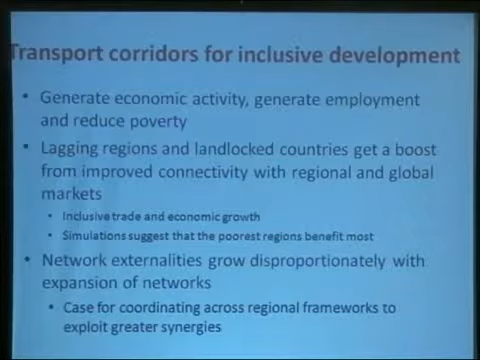 Transport corridors for inclusive development
• Generate economic activity, generate employment
and reduce poverty
• Lagging regions and landlocked countries get a boost
from improved connectivity with regional and global
markets
• Inclusive trade and economic growth
• Simulations suggest that the poorest regions benefit most
• Network externalities grow disproportionately with
expansion of networks
• Case for coordinating across regional frameworks to
exploit greater synergies